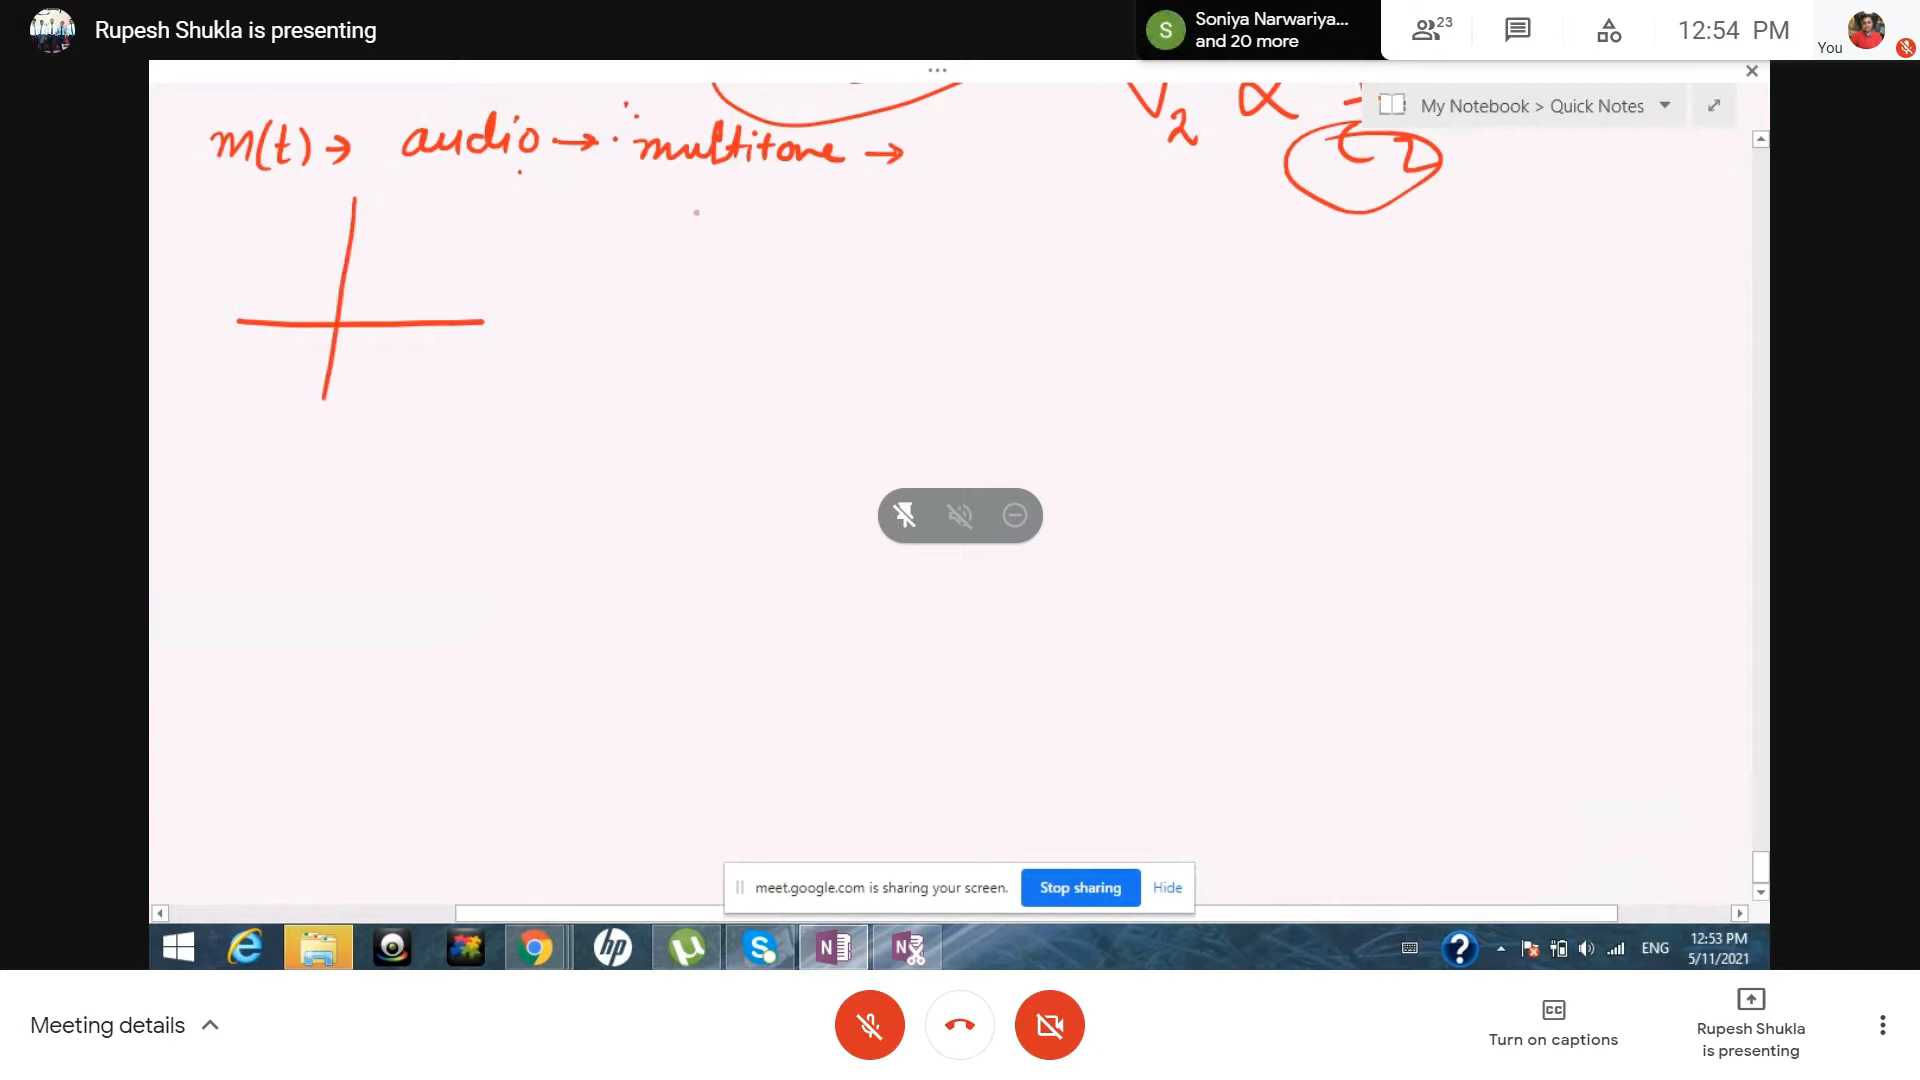 Rupesh Shukla is presenting
S
Soniya Narwariya...
and 20 more
23
12:54 PM
You
My Notebook > Quick Notes
V2 ∝
m(t) → audio → multitone →
meet.google.com is sharing your screen.
Stop sharing
Hide
hp
ENG
12:53 PM
5/11/2021
Meeting details
CC
Turn on captions
Rupesh Shukla
is presenting